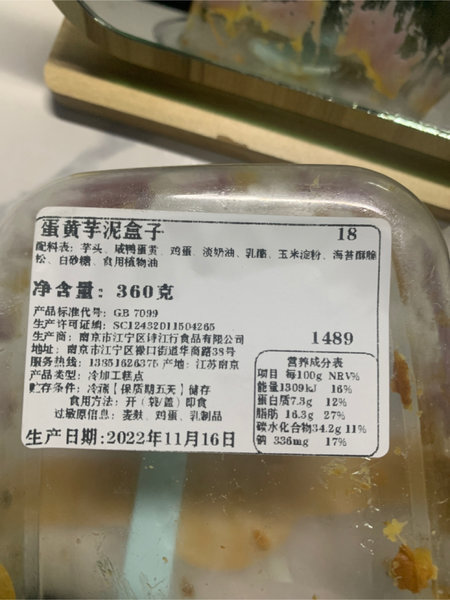 蛋黄芋泥盒子
18
配料表：芋头、咸鸭蛋黄、鸡蛋、淡奶油、乳酪、玉米淀粉、海苔酥脆
松、白砂糖、食用植物油
净含量：360克
产品标准代号：GB 7099
生产许可证编：SC12432011504265
生产商：南京市江宁区 江行食品有限公司
1489
地址：南京市江宁区禄口街道华商路38号
服务热线：13851626375 产地：江苏南京
产品类型：冷加工糕点
贮存条件：冷藏【保质期五天】储存
食用方法：开（袋/盖）即食
过敏原信息：麦麸、鸡蛋、乳制品
生产日期：2022年11月16日
营养成分表
项目 每100g NRV%
能量1309kJ 16%
蛋白质7.3g 12%
脂肪 16.3g 27%
碳水化合物34.2g 11%
钠 336mg 17%